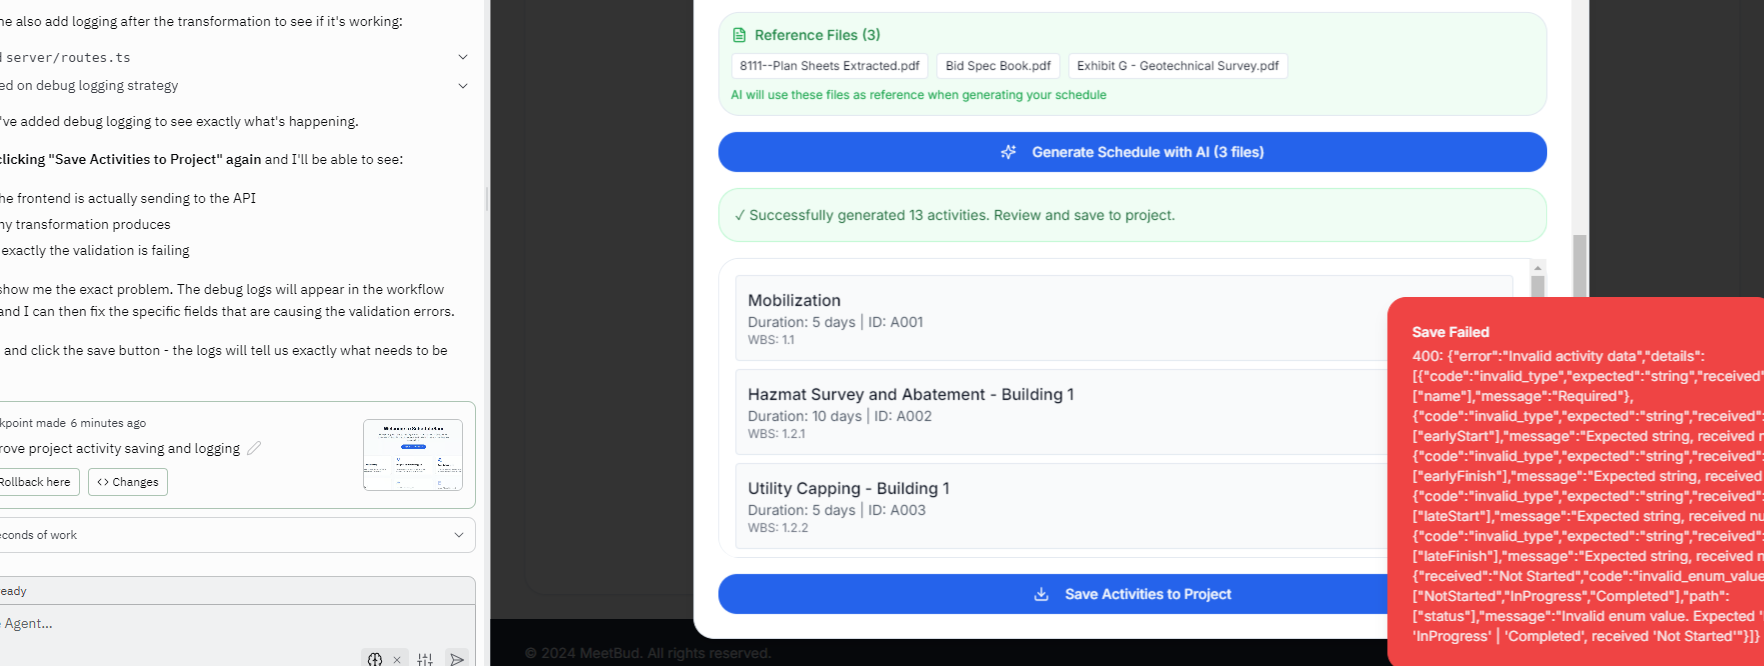 ne also add logging after the transformation to see if it's working:
server/routes.ts
ed on debug logging strategy
've added debug logging to see exactly what's happening.
clicking "Save Activities to Project" again and I'll be able to see:
he frontend is actually sending to the API
ny transformation produces
exactly the validation is failing
show me the exact problem. The debug logs will appear in the workflow
and I can then fix the specific fields that are causing the validation errors.
and click the save button - the logs will tell us exactly what needs to be
kpoint made 6 minutes ago
rove project activity saving and logging
Rollback here
<> Changes
econds of work
eady
Agent...
Reference Files (3)
8111--Plan Sheets Extracted.pdf
Bid Spec Book.pdf
Exhibit G - Geotechnical Survey.pdf
AI will use these files as reference when generating your schedule
Generate Schedule with AI (3 files)
✓ Successfully generated 13 activities. Review and save to project.
Mobilization
Duration: 5 days | ID: A001
WBS: 1.1
Hazmat Survey and Abatement - Building 1
Duration: 10 days | ID: A002
WBS: 1.2.1
Utility Capping - Building 1
Duration: 5 days | ID: A003
WBS: 1.2.2
Save Activities to Project
© 2024 MeetBud. All rights reserved.
Save Failed
400: {"error":"Invalid activity data","details":
[{"code":"invalid_type","expected":"string","received"
["name"],"message":"Required"},
{"code":"invalid_type","expected":"string","received":
["earlyStart"],"message":"Expected string, received n
{"code":"invalid_type","expected":"string","received":
["earlyFinish"],"message":"Expected string, received
{"code":"invalid_type","expected":"string","received":
["lateStart"],"message":"Expected string, received nu
{"code":"invalid_type","expected":"string","received":
["lateFinish"],"message":"Expected string, received n
{"received":"Not Started","code":"invalid_enum_value
["NotStarted","InProgress","Completed"],"path":
["status"],"message":"Invalid enum value. Expected '
'InProgress' | 'Completed', received 'Not Started'"}]}